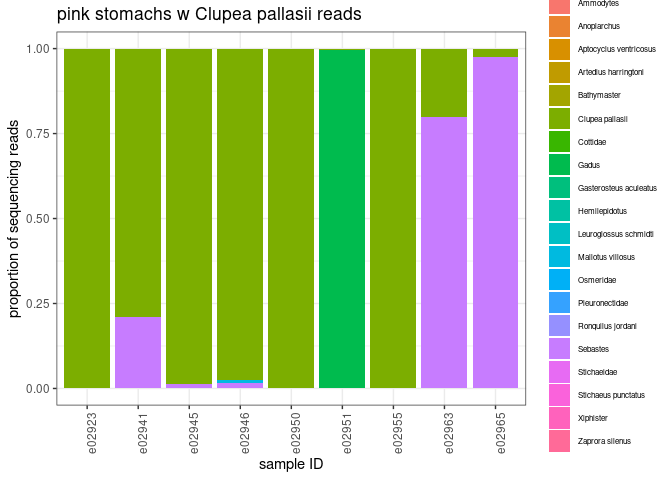 pink stomachs w Clupea pallasii reads
proportion of sequencing reads
1.00
0.75
0.50
0.25
0.00
e02923
e02941
e02945
e02946
e02950
e02951
e02955
e02963
e02965
sample ID
Ammodytes
Anoplarchus
Aptocyclus ventricosus
Artedius harringtoni
Bathymaster
Clupea pallasii
Cottidae
Gadus
Gasterosteus aculeatus
Hemilepidotus
Leuroglossus schmidti
Mallotus villosus
Osmeridae
Pleuronectidae
Ronquilus jordani
Sebastes
Stichaeidae
Stichaeus punctatus
Xiphister
Zaprora silenus